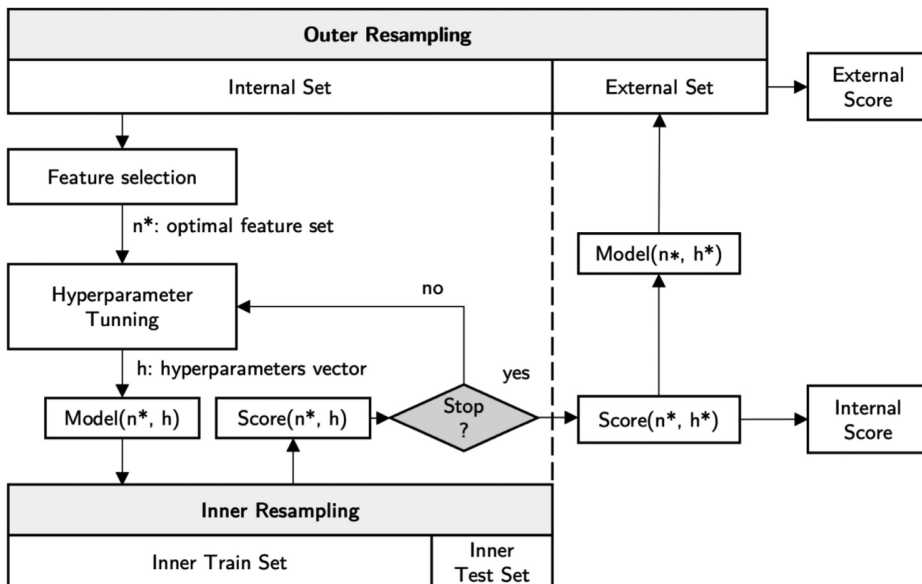 Outer Resampling
Internal Set
External Set
External
Score
Feature selection
n*: optimal feature set
Model(n*, h*)
Hyperparameter
Tunning
no
h: hyperparameters vector
yes
Model(n*, h)
Score(n*, h)
Stop
?
Score(n*, h*)
Internal
Score
Inner Resampling
Inner Train Set
Inner
Test Set